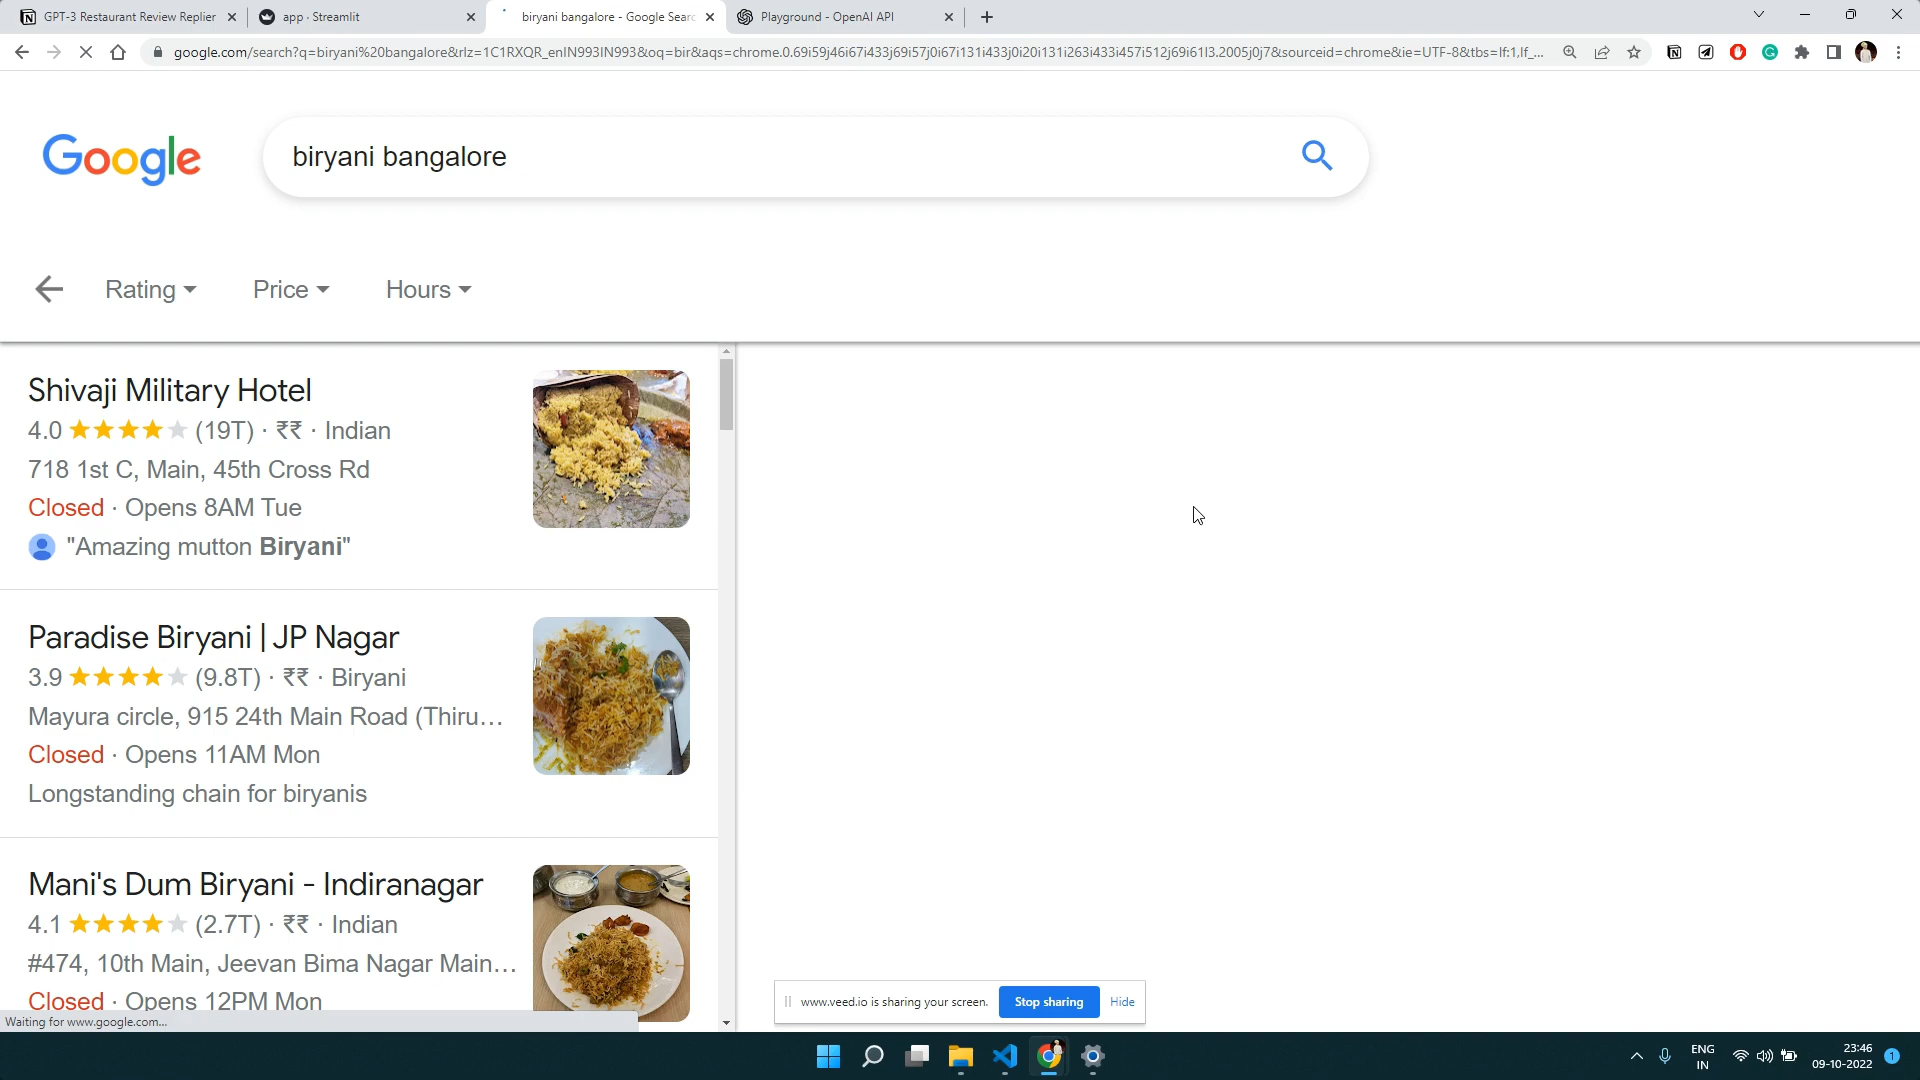 GPT-3 Restaurant Review Replier
app · Streamlit
biryani bangalore - Google Searc
Playground - OpenAI API
google.com/search?q=biryani%20bangalore&rlz=1C1RXQR_enIN993IN993&oq=bir&aqs=chrome.0.69i59j46i67i433j69i57j0i67i131i433j0i20i131i263i433i457i512j69i61l3.2005j0j7&sourceid=chrome&ie=UTF-8&tbs=lf:1,lf_...
Google
biryani bangalore
Rating
Price
Hours
Shivaji Military Hotel
4.0 (19T) · ₹₹ · Indian
718 1st C, Main, 45th Cross Rd
Closed · Opens 8AM Tue
"Amazing mutton Biryani"
Paradise Biryani | JP Nagar
3.9 (9.8T) · ₹₹ · Biryani
Mayura circle, 915 24th Main Road (Thiru...
Closed · Opens 11AM Mon
Longstanding chain for biryanis
Mani's Dum Biryani - Indiranagar
4.1 (2.7T) · ₹₹ · Indian
#474, 10th Main, Jeevan Bima Nagar Main...
Closed · Opens 12PM Mon
www.veed.io is sharing your screen.
Stop sharing
Hide
Waiting for www.google.com...
ENG
IN
23:46
09-10-2022
1